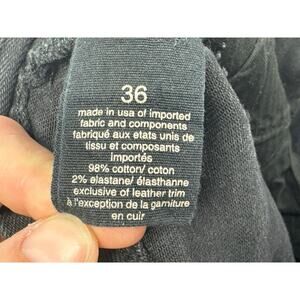 36
made in usa of imported
fabric and components
fabriqué aux etats unis de
tissu et composants
importés
98% cotton/ coton
2% elastane/ élasthanne
exclusive of leather trim
à l'exception de la garniture
en cuir